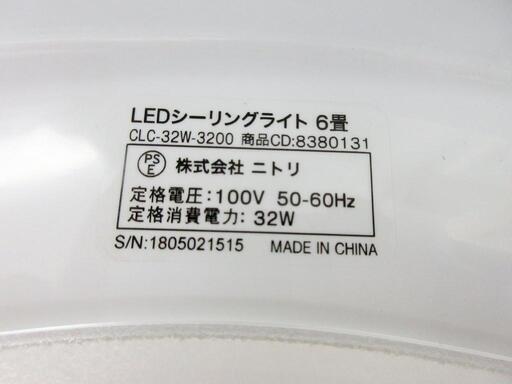 LEDシーリングライト 6畳
CLC-32W-3200 商品CD:8380131
PSE 株式会社 ニトリ
定格電圧:100V 50-60Hz
定格消費電力: 32W
S/N:1805021515 MADE IN CHINA